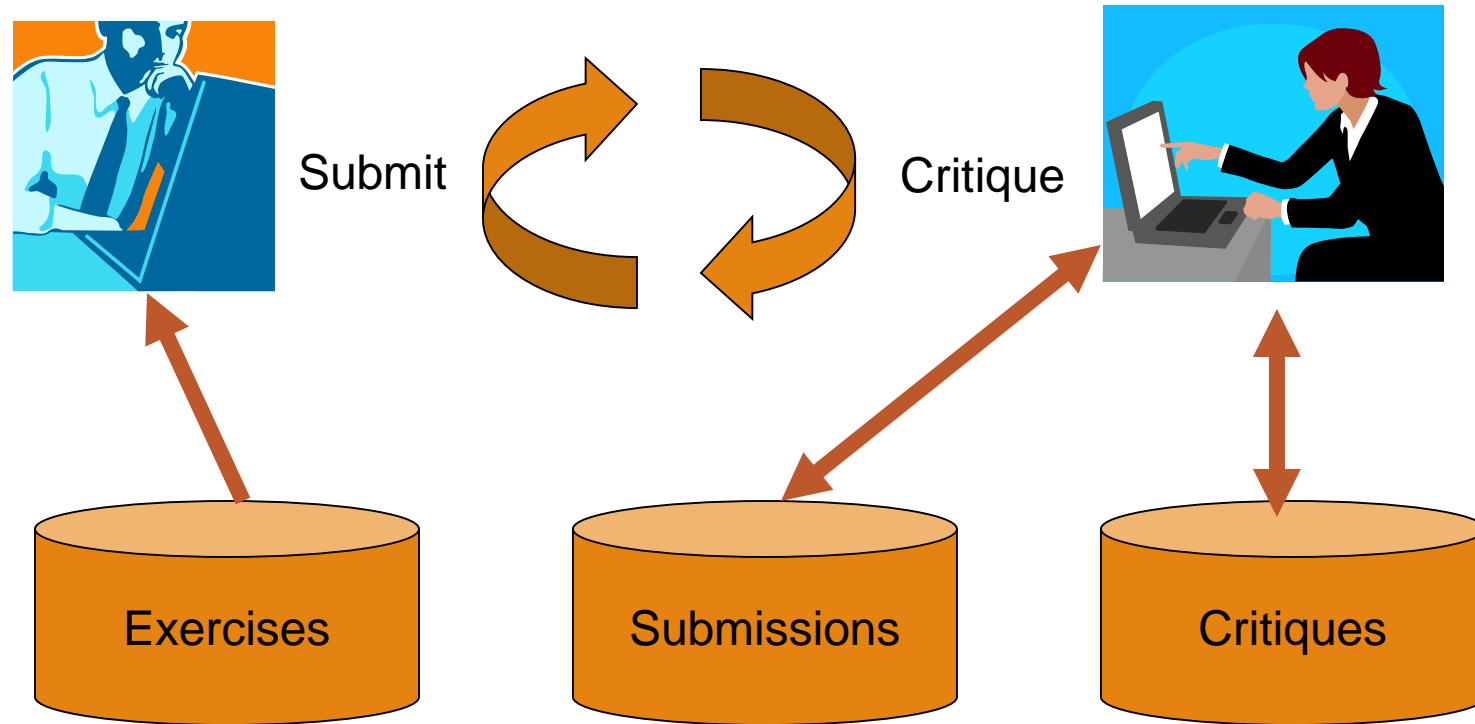 Submit
Critique
Exercises
Submissions
Critiques